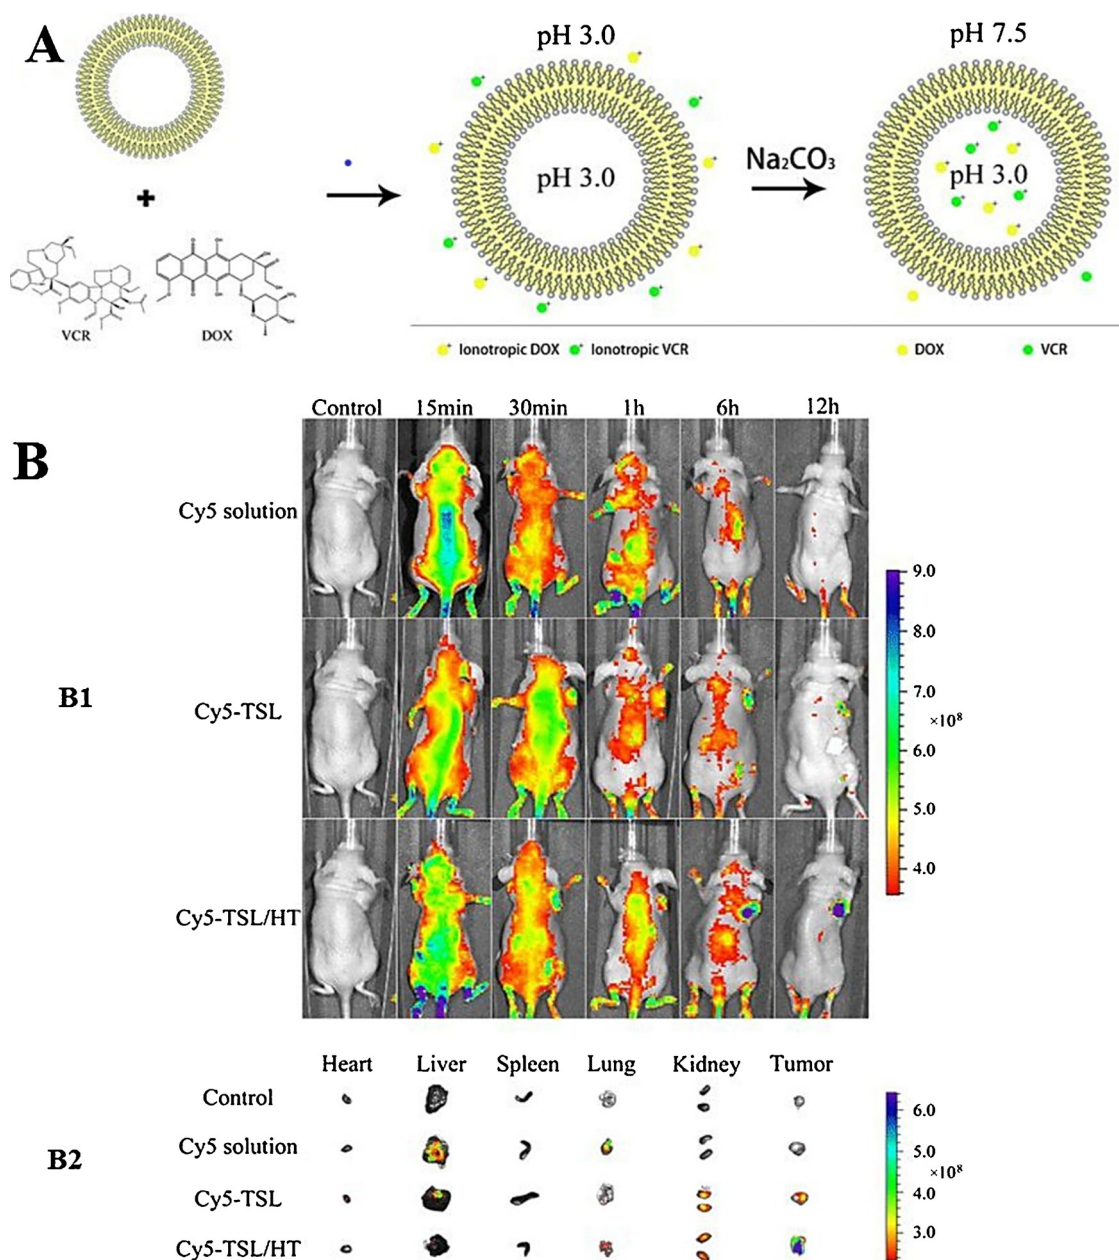 A
pH 3.0
pH 7.5
pH 3.0
Na₂CO₃
pH 3.0
VCR
DOX
Ionotropic DOX
Ionotropic VCR
DOX
VCR
B
Control 15min 30min 1h 6h 12h
Cy5 solution
B1
Cy5-TSL
Cy5-TSL/HT
9.0
8.0
7.0
×10⁸
6.0
5.0
4.0
Heart Liver Spleen Lung Kidney Tumor
Control
Cy5 solution
B2
Cy5-TSL
Cy5-TSL/HT
6.0
5.0
×10⁸
4.0
3.0